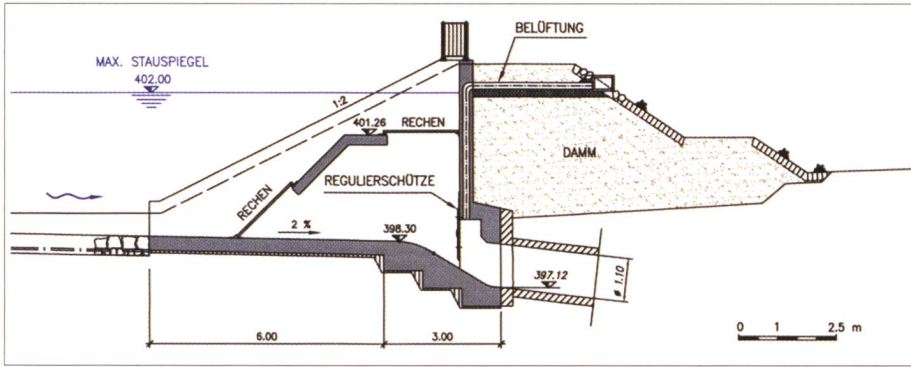 BELÜFTUNG
MAX. STAUSPIEGEL
402.00
1:2
401.26
RECHEN
DAMM
REGULIERSCHÜTZE
RECHEN
2 %
398.30
397.12
ø 1.10
6.00
3.00
0 1 2.5 m